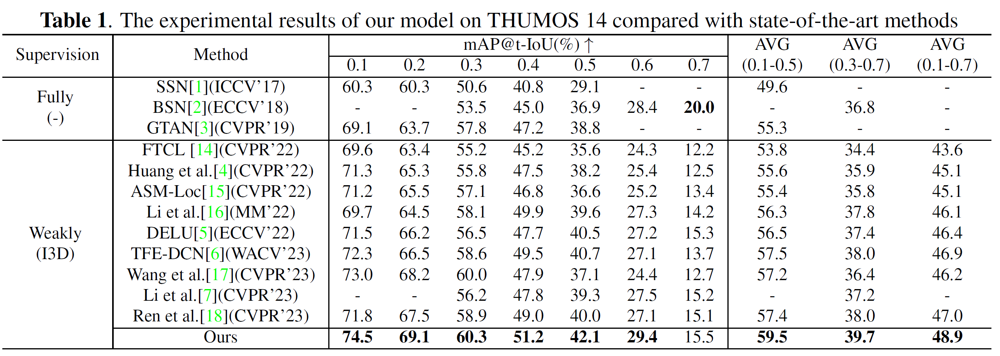 Table 1. The experimental results of our model on THUMOS 14 compared with state-of-the-art methods
Supervision Method mAP@t-IoU(%) ↑ AVG AVG AVG
0.1 0.2 0.3 0.4 0.5 0.6 0.7 (0.1-0.5) (0.3-0.7) (0.1-0.7)
Fully (-) SSN[1](ICCV'17) 60.3 60.3 50.6 40.8 29.1 - - 49.6 - -
BSN[2](ECCV'18) - - 53.5 45.0 36.9 28.4 20.0 - 36.8 -
GTAN[3](CVPR'19) 69.1 63.7 57.8 47.2 38.8 - - 55.3 - -
Weakly (I3D) FTCL [14](CVPR'22) 69.6 63.4 55.2 45.2 35.6 24.3 12.2 53.8 34.4 43.6
Huang et al.[4](CVPR'22) 71.3 65.3 55.8 47.5 38.2 25.4 12.5 55.6 35.9 45.1
ASM-Loc[15](CVPR'22) 71.2 65.5 57.1 46.8 36.6 25.2 13.4 55.4 35.8 45.1
Li et al.[16](MM'22) 69.7 64.5 58.1 49.9 39.6 27.3 14.2 56.3 37.8 46.1
DELU[5](ECCV'22) 71.5 66.2 56.5 47.7 40.5 27.2 15.3 56.5 37.4 46.4
TFE-DCN[6](WACV'23) 72.3 66.5 58.6 49.5 40.7 27.1 13.7 57.5 38.0 46.9
Wang et al.[17](CVPR'23) 73.0 68.2 60.0 47.9 37.1 24.4 12.7 57.2 36.4 46.2
Li et al.[7](CVPR'23) - - 56.2 47.8 39.3 27.5 15.2 - 37.2 -
Ren et al.[18](CVPR'23) 71.8 67.5 58.9 49.0 40.0 27.1 15.1 57.4 38.0 47.0
Ours 74.5 69.1 60.3 51.2 42.1 29.4 15.5 59.5 39.7 48.9